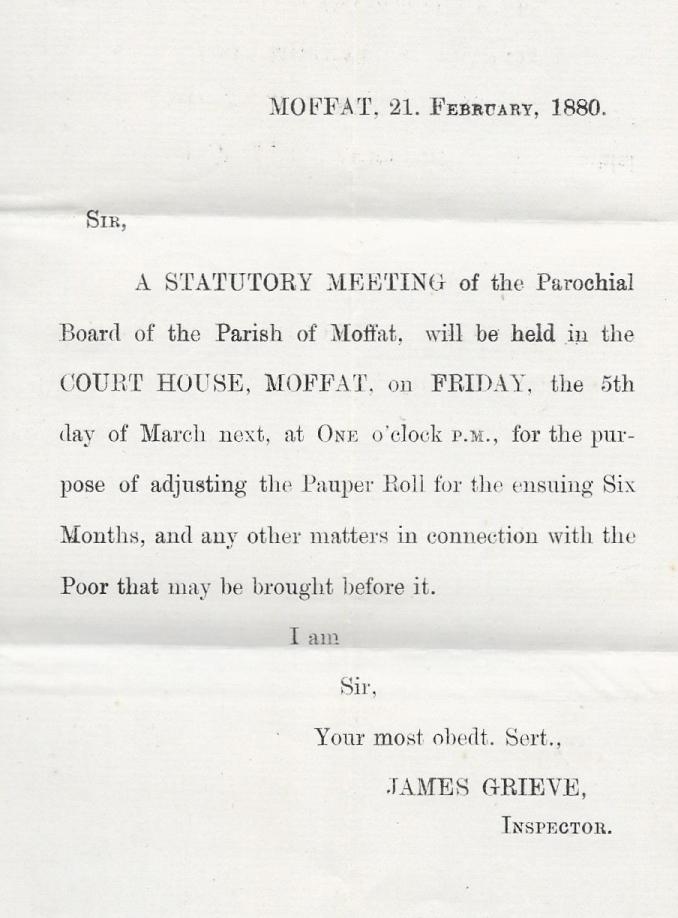 MOFFAT, 21. FEBRUARY, 1880.
SIR,
A STATUTORY MEETING of the Parochial
Board of the Parish of Moffat, will be held in the
COURT HOUSE, MOFFAT, on FRIDAY, the 5th
day of March next, at ONE o'clock P.M., for the pur-
pose of adjusting the Pauper Roll for the ensuing Six
Months, and any other matters in connection with the
Poor that may be brought before it.
I am
Sir,
Your most obedt. Sert.,
JAMES GRIEVE,
INSPECTOR.